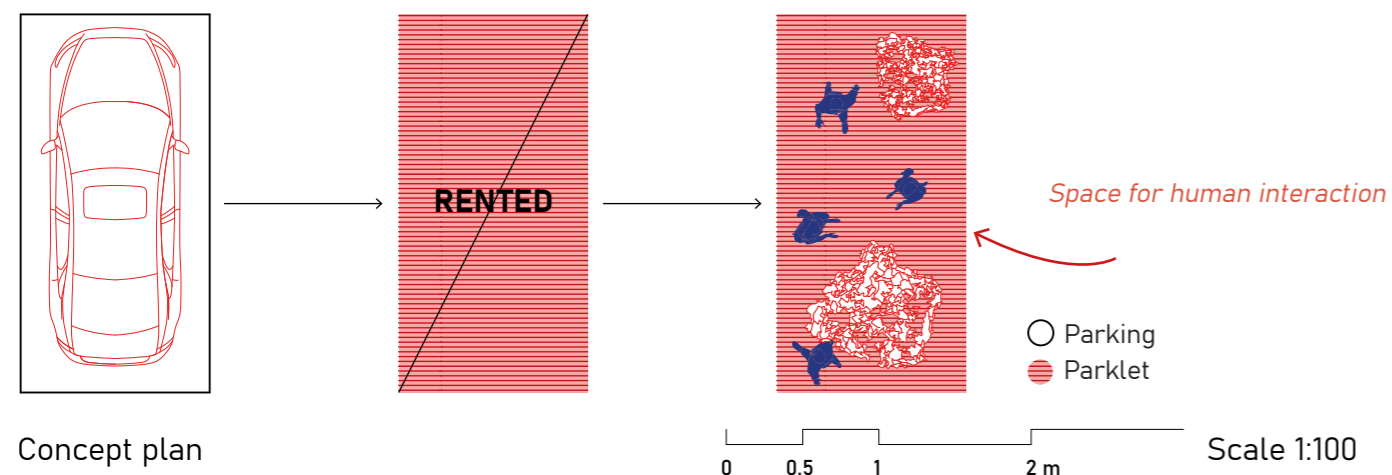 RENTED
Space for human interaction
Parking
Parklet
Concept plan
0 0.5 1 2 m
Scale 1:100